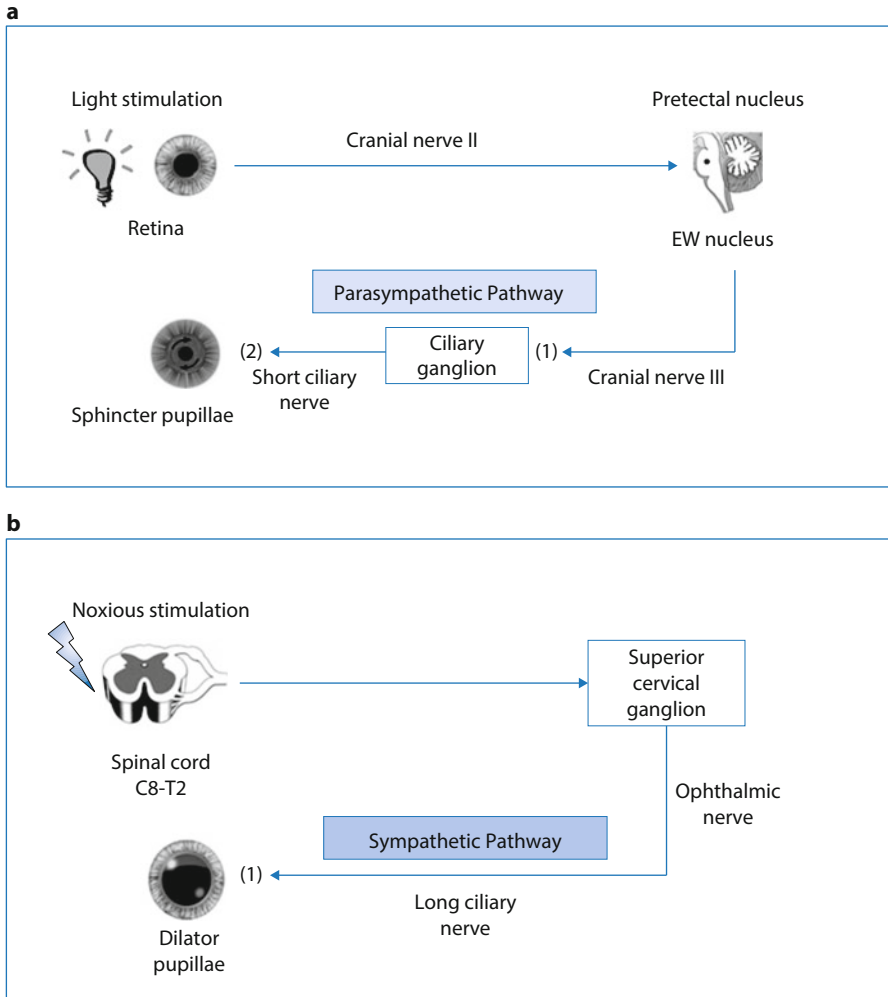 a
Light stimulation
Pretectal nucleus
Cranial nerve II
Retina
EW nucleus
Parasympathetic Pathway
(2)
Ciliary
ganglion
(1)
Short ciliary
nerve
Cranial nerve III
Sphincter pupillae
b
Noxious stimulation
Superior
cervical
ganglion
Spinal cord
C8-T2
Ophthalmic
nerve
Sympathetic Pathway
(1)
Long ciliary
nerve
Dilator
pupillae